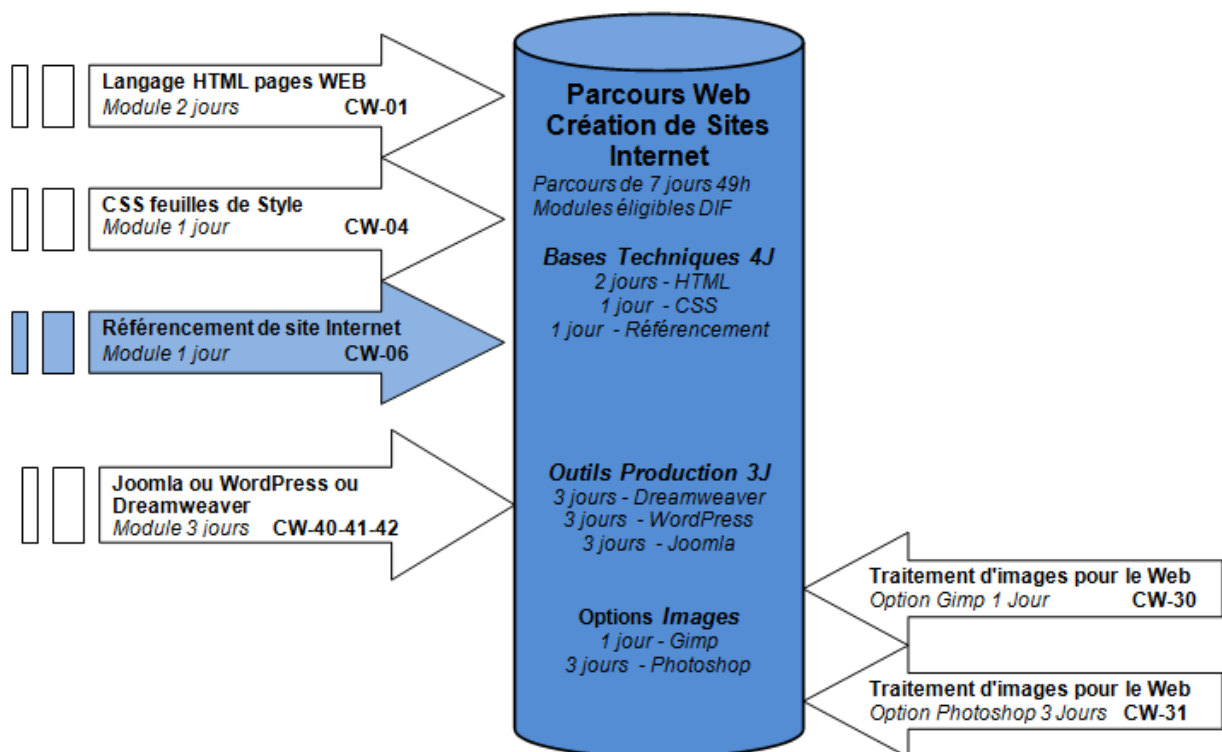 Langage HTML pages WEB
Module 2 jours CW-01
CSS feuilles de Style
Module 1 jour CW-04
Référencement de site Internet
Module 1 jour CW-06
Joomla ou WordPress ou
Dreamweaver
Module 3 jours CW-40-41-42
Parcours Web
Création de Sites
Internet
Parcours de 7 jours 49h
Modules éligibles DIF
Bases Techniques 4J
2 jours - HTML
1 jour - CSS
1 jour - Référencement
Outils Production 3J
3 jours - Dreamweaver
3 jours - WordPress
3 jours - Joomla
Options Images
1 jour - Gimp
3 jours - Photoshop
Traitement d'images pour le Web
Option Gimp 1 Jour CW-30
Traitement d'images pour le Web
Option Photoshop 3 Jours CW-31